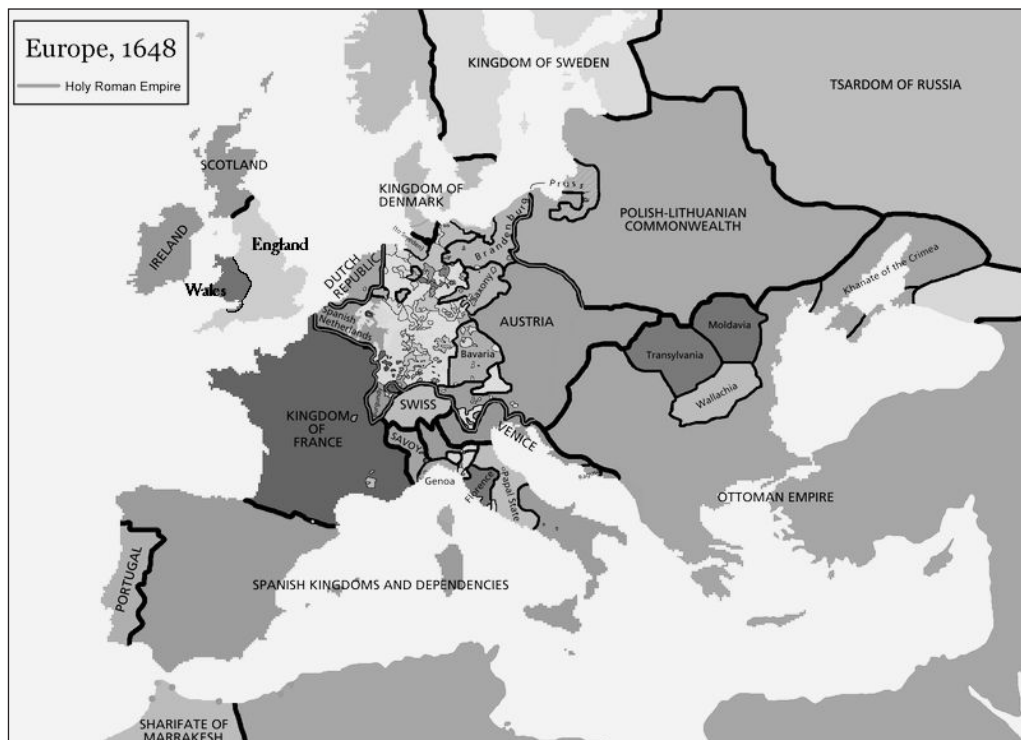 Europe, 1648
Holy Roman Empire
KINGDOM OF SWEDEN
TSARDOM OF RUSSIA
SCOTLAND
KINGDOM OF
DENMARK
Pruss
POLISH-LITHUANIAN
COMMONWEALTH
IRELAND
England
Wales
DUTCH
REPUBLIC
Brandenburg
Saxony
Khanate of the Crimea
Spanish
Netherlands
AUSTRIA
Moldavia
Bavaria
Transylvania
Wallachia
KINGDOM
OF
FRANCE
SWISS
SAVOY
VENICE
Genoa
Florence
Papal State
OTTOMAN EMPIRE
PORTUGAL
SPANISH KINGDOMS AND DEPENDENCIES
SHARIFATE OF
MARRAKESH